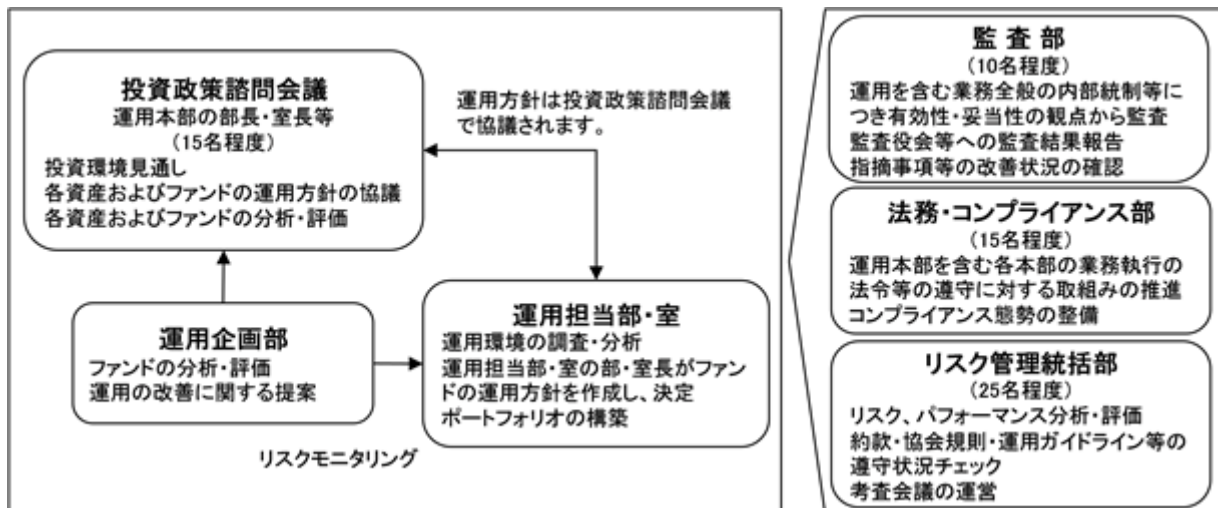 投資政策諮問会議
運用本部の部長・室長等
(15名程度)
投資環境見通し
各資産およびファンドの運用方針の協議
各資産およびファンドの分析・評価
運用方針は投資政策諮問会議
で協議されます。
運用企画部
ファンドの分析・評価
運用の改善に関する提案
運用担当部・室
運用環境の調査・分析
運用担当部・室の部・室長がファン
ドの運用方針を作成し、決定
ポートフォリオの構築
リスクモニタリング
監 査 部
(10名程度)
運用を含む業務全般の内部統制等に
つき有効性・妥当性の観点から監査
監査役会等への監査結果報告
指摘事項等の改善状況の確認
法務・コンプライアンス部
(15名程度)
運用本部を含む各本部の業務執行の
法令等の遵守に対する取組みの推進
コンプライアンス態勢の整備
リスク管理統括部
(25名程度)
リスク、パフォーマンス分析・評価
約款・協会規則・運用ガイドライン等の
遵守状況チェック
考査会議の運営